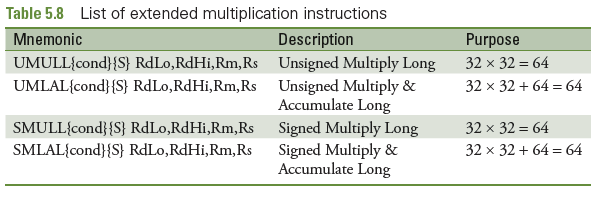 Table 5.8 List of extended multiplication instructions
Mnemonic Description Purpose
UMULL{cond}{S} RdLo,RdHi,Rm,Rs Unsigned Multiply Long 32 × 32 = 64
UMLAL{cond}{S} RdLo,RdHi,Rm,Rs Unsigned Multiply & 32 × 32 + 64 = 64
Accumulate Long
SMULL{cond}{S} RdLo,RdHi,Rm,Rs Signed Multiply Long 32 × 32 = 64
SMLAL{cond}{S} RdLo,RdHi,Rm,Rs Signed Multiply & 32 × 32 + 64 = 64
Accumulate Long